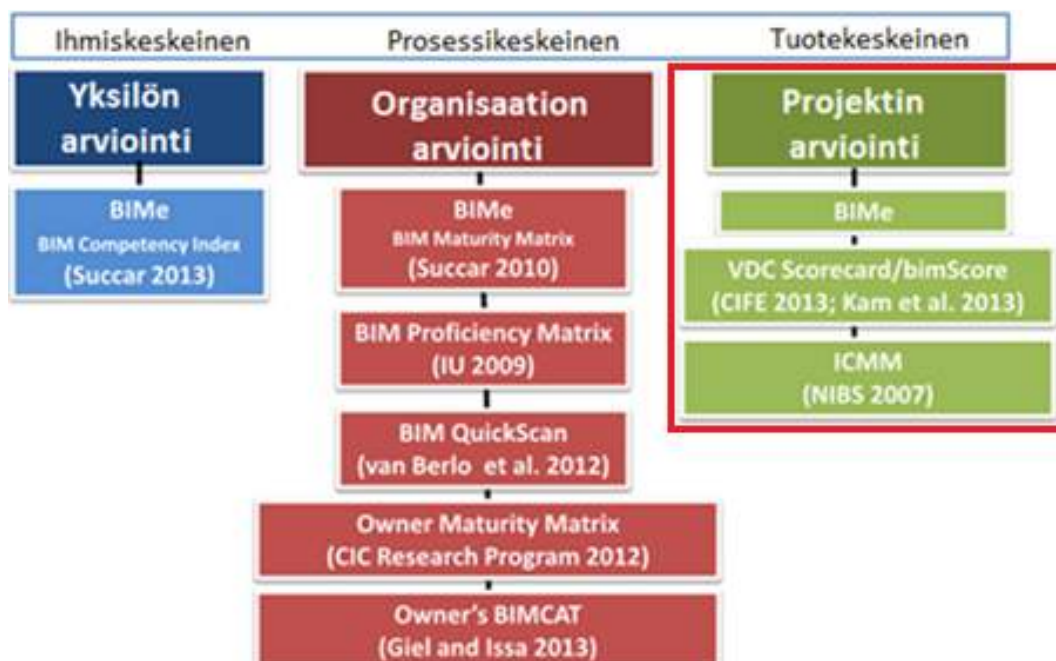 Ihmiskeskeinen
Prosessikeskeinen
Tuotekeskeinen
Yksilön
arviointi
BIMe
BIM Competency Index
(Succar 2013)
Organisaation
arviointi
BIMe
BIM Maturity Matrix
(Succar 2010)
BIM Proficiency Matrix
(IU 2009)
BIM QuickScan
(van Berlo et al. 2012)
Owner Maturity Matrix
(CIC Research Program 2012)
Owner's BIMCAT
(Giel and Issa 2013)
Projektin
arviointi
BIMe
VDC Scorecard/bimScore
(CIFE 2013; Kam et al. 2013)
ICMM
(NIBS 2007)